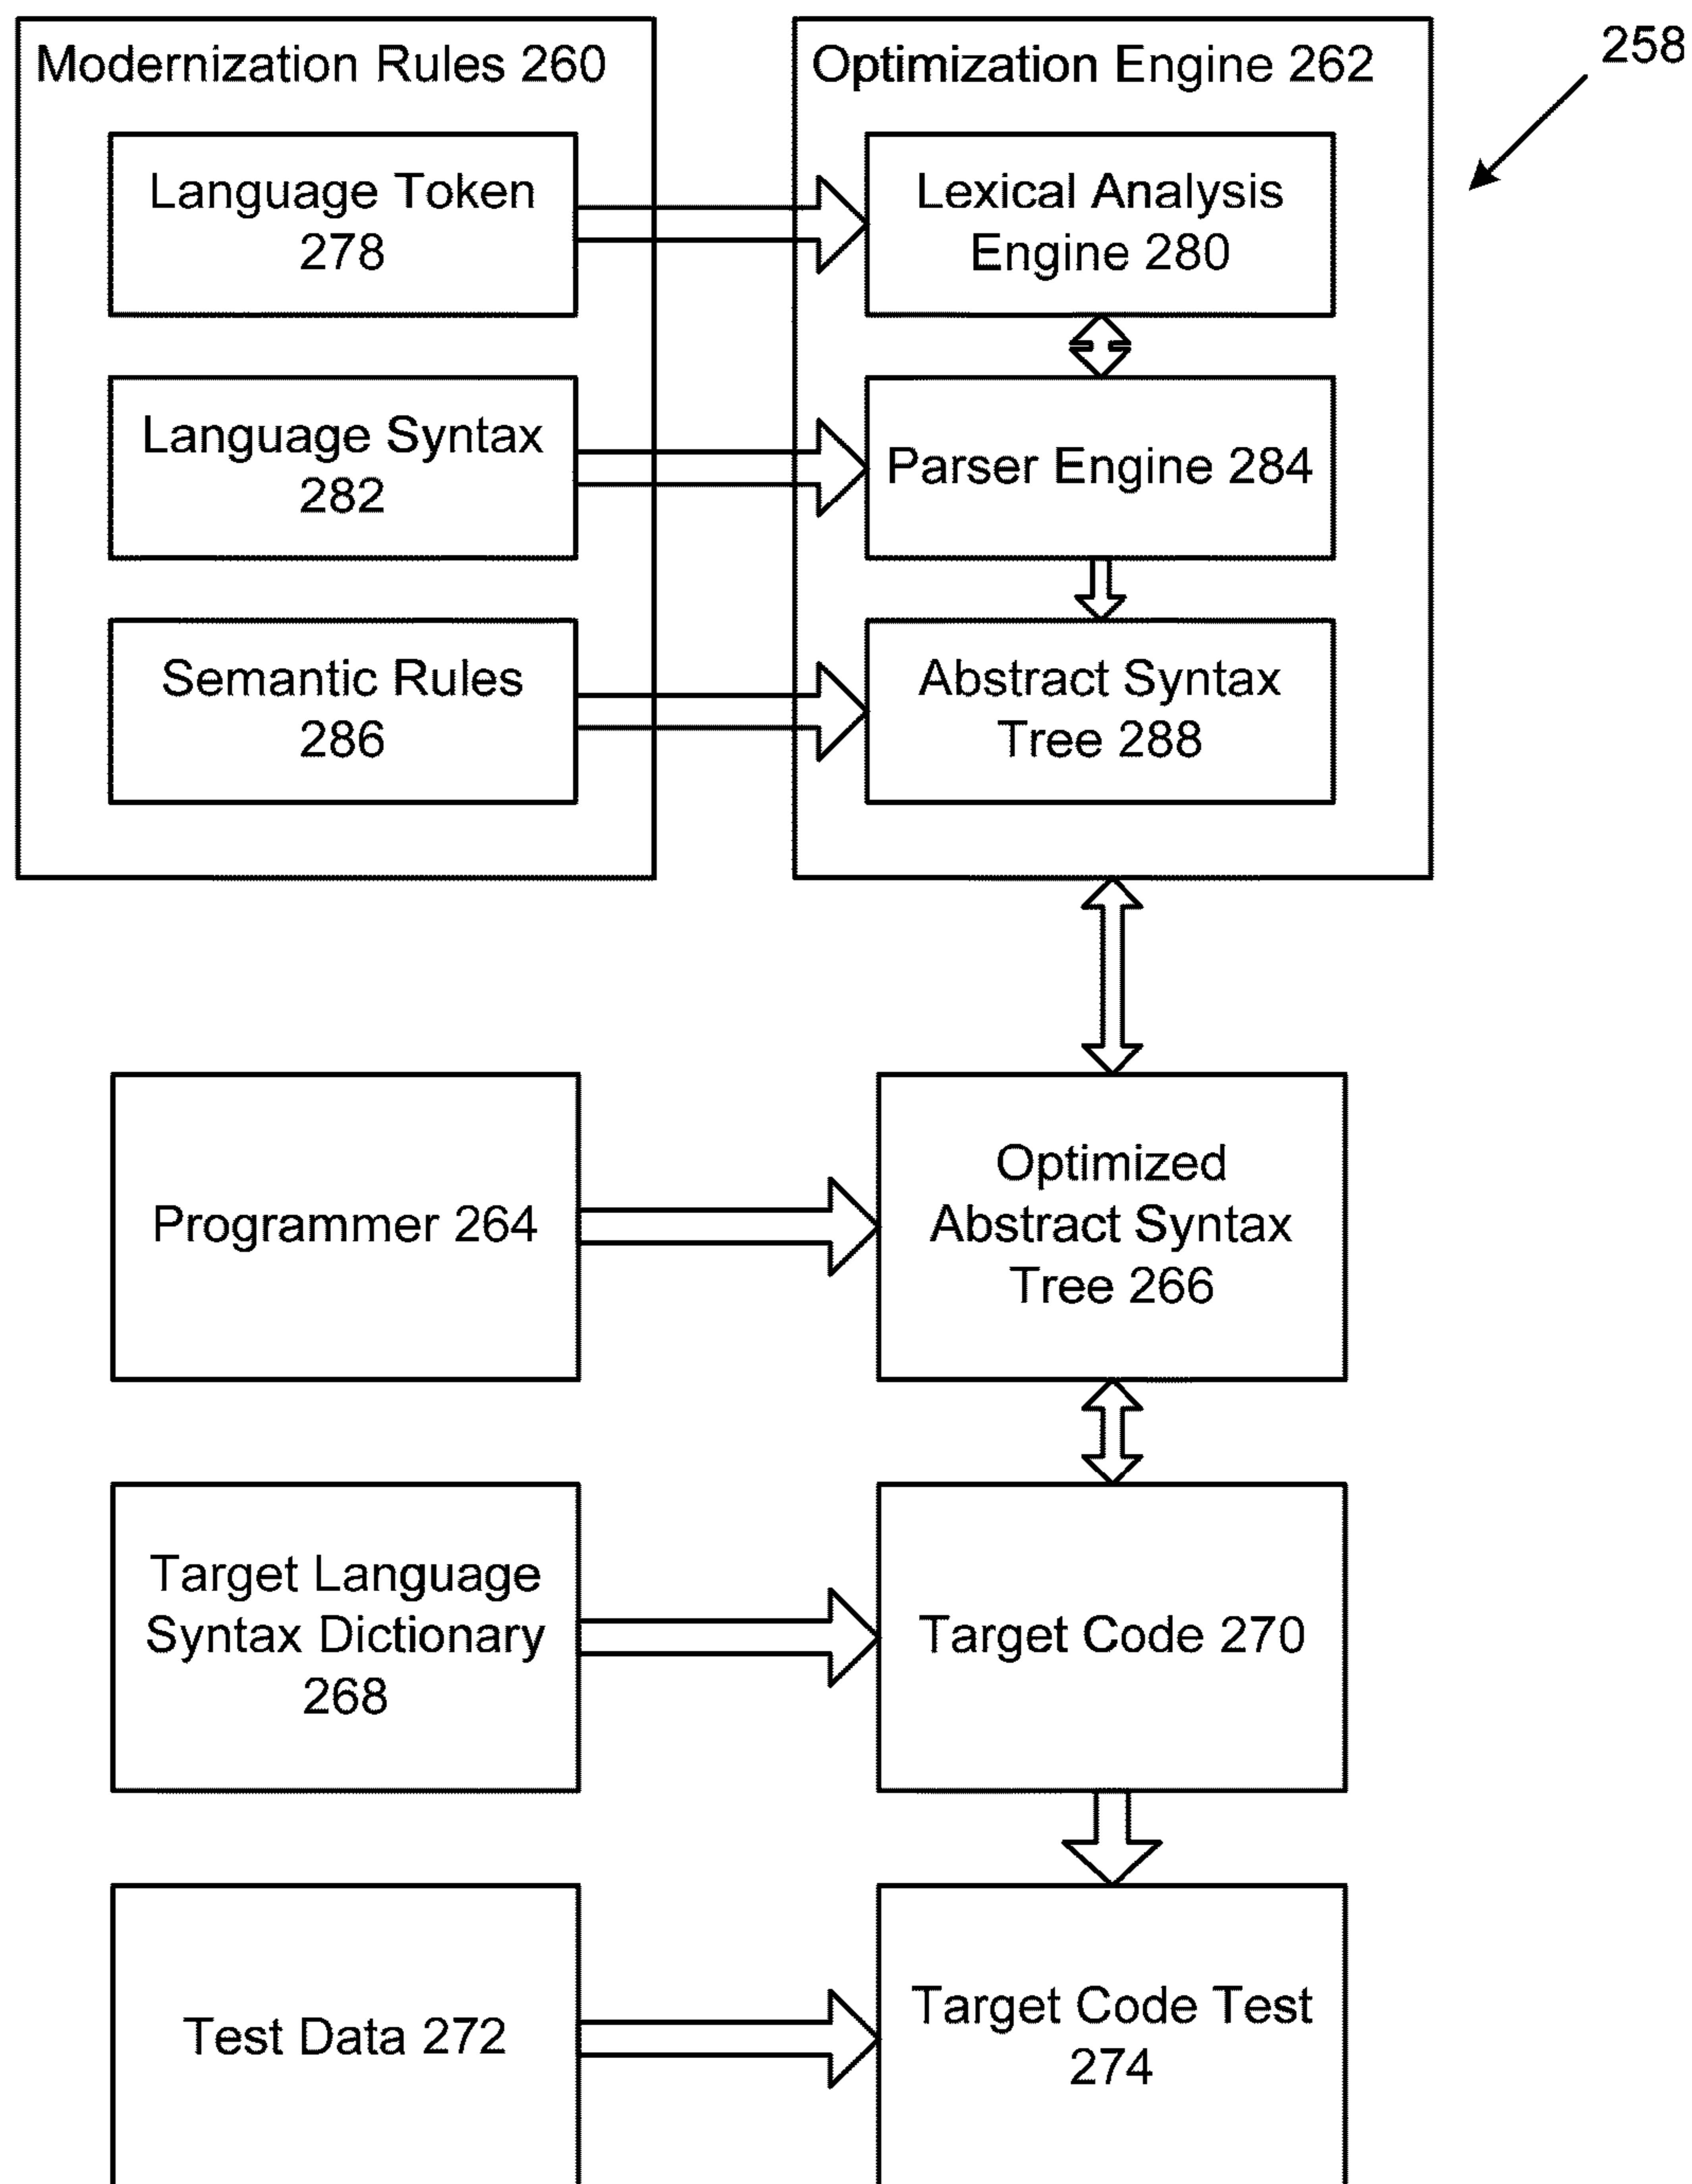 Modernization Rules 260
Optimization Engine 262
258
Language Token
278
Lexical Analysis
Engine 280
Language Syntax
282
Parser Engine 284
Semantic Rules
286
Abstract Syntax
Tree 288
Programmer 264
Optimized
Abstract Syntax
Tree 266
Target Language
Syntax Dictionary
268
Target Code 270
Test Data 272
Target Code Test
274